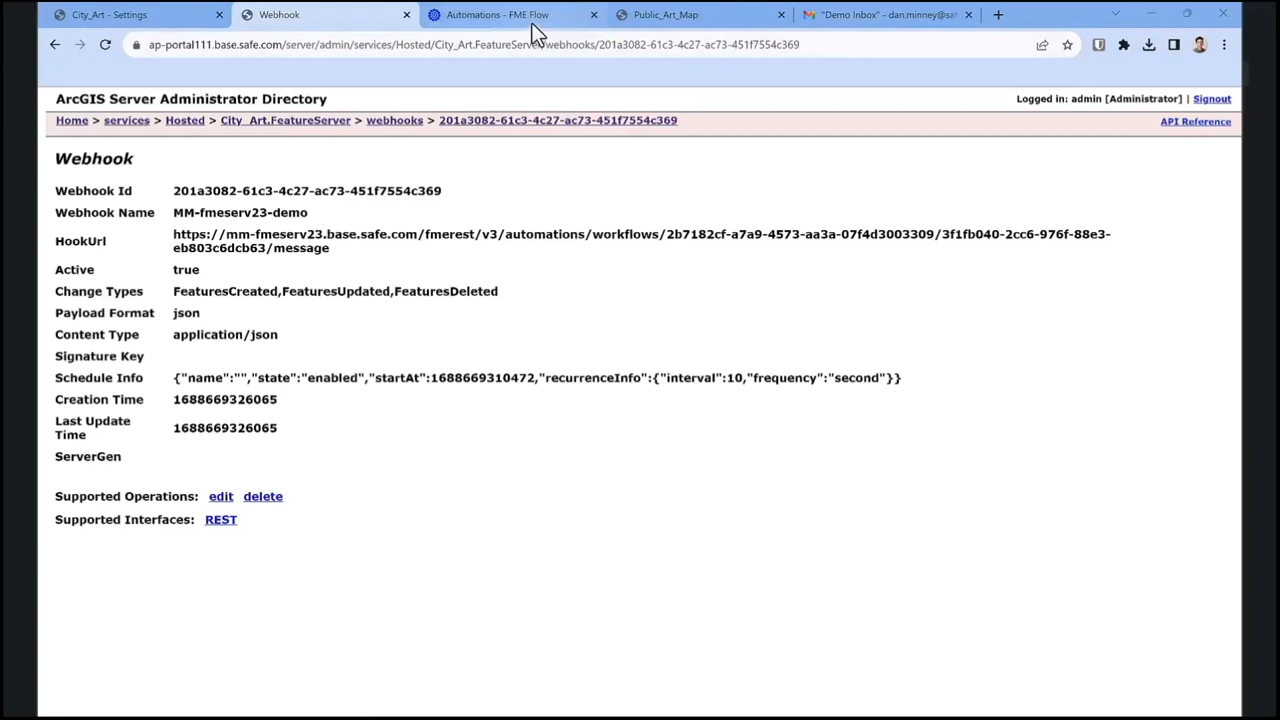 City_Art - Settings
Webhook
Automations - FME Flow
Public_Art_Map
"Demo Inbox" - dan.minney@saf
ap-portal111.base.safe.com/server/admin/services/Hosted/City_Art.FeatureServer/webhooks/201a3082-61c3-4c27-ac73-451f7554c369
ArcGIS Server Administrator Directory
Logged in: admin [Administrator] | Signout
Home > services > Hosted > City_Art.FeatureServer > webhooks > 201a3082-61c3-4c27-ac73-451f7554c369
API Reference
Webhook
Webhook Id 201a3082-61c3-4c27-ac73-451f7554c369
Webhook Name MM-fmeserv23-demo
HookUrl https://mm-fmeserv23.base.safe.com/fmerest/v3/automations/workflows/2b7182cf-a7a9-4573-aa3a-07f4d3003309/3f1fb040-2cc6-976f-88e3-
eb803c6dcb63/message
Active true
Change Types FeaturesCreated,FeaturesUpdated,FeaturesDeleted
Payload Format json
Content Type application/json
Signature Key
Schedule Info {"name":"","state":"enabled","startAt":1688669310472,"recurrenceInfo":{"interval":10,"frequency":"second"}}
Creation Time 1688669326065
Last Update
Time 1688669326065
ServerGen
Supported Operations: edit delete
Supported Interfaces: REST